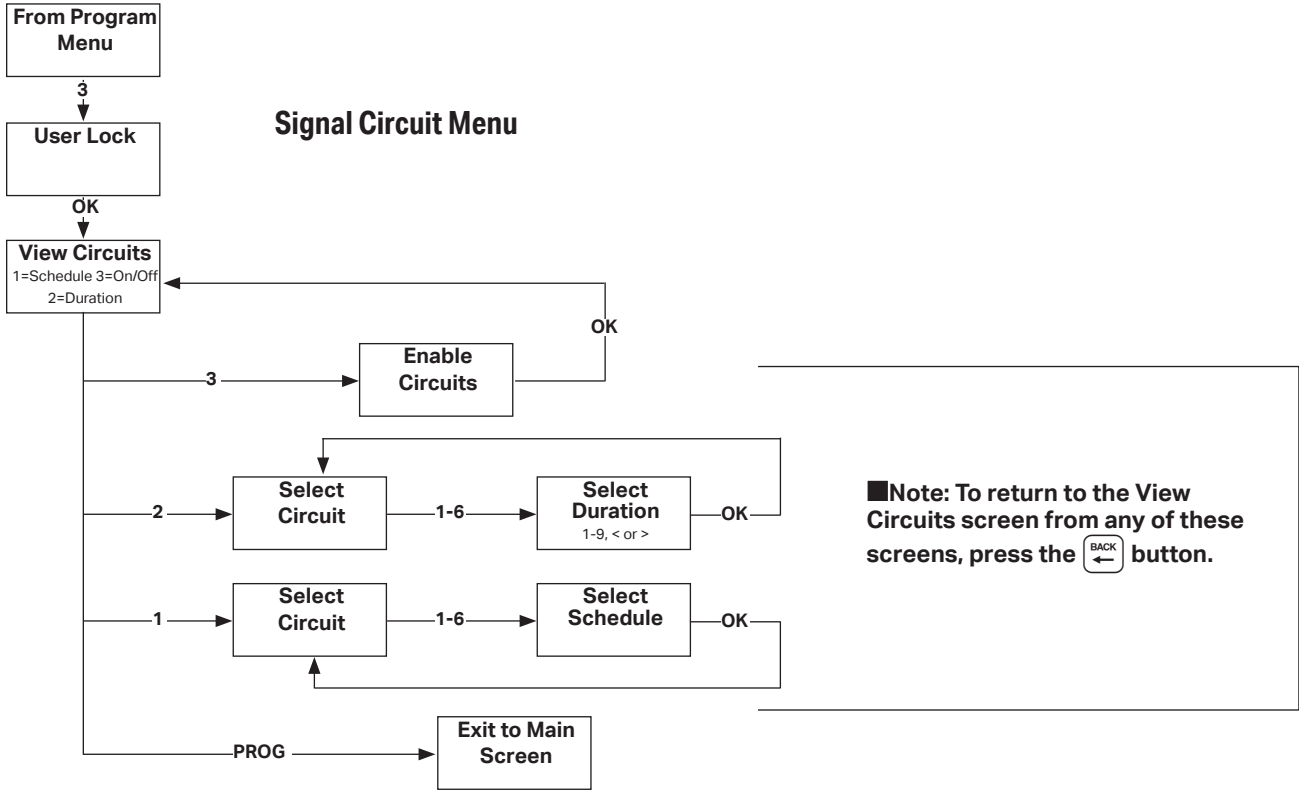 From Program
Menu
3
Signal Circuit Menu
User Lock
OK
View Circuits
1=Schedule 3=On/Off
2=Duration
OK
Enable
Circuits
3
Select
Circuit
2
1-6
Select
Duration
1-9, < or >
OK
■Note: To return to the View
Circuits screen from any of these
screens, press the BACK ← button.
Select
Circuit
1
1-6
Select
Schedule
OK
Exit to Main
Screen
PROG